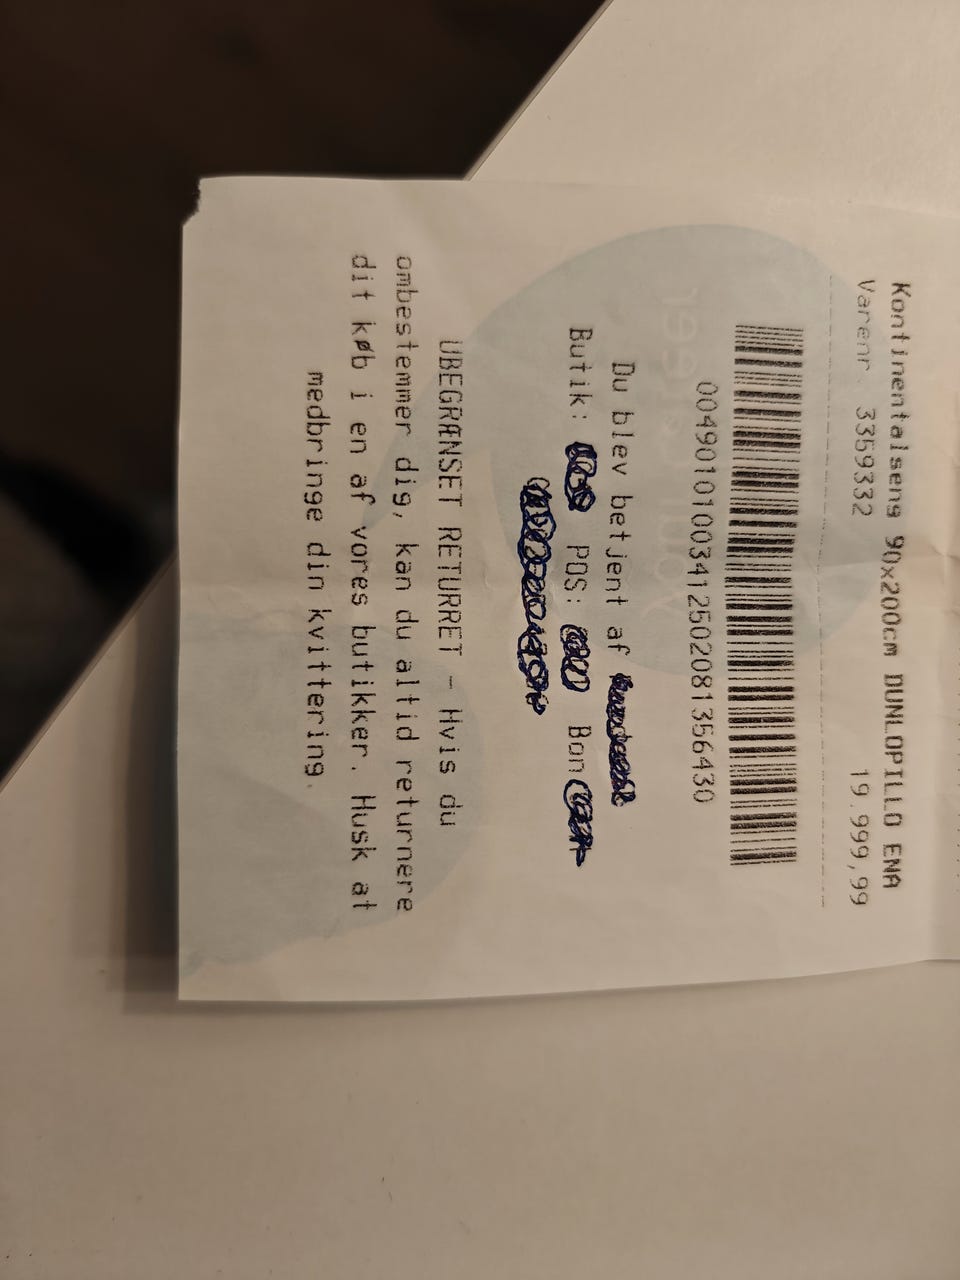 Kontinentalseng 90x200cm DUNLOPILLO ENA
Varenr. 3359332 19.999,99
00490101003412502081356430
Du blev betjent af
Butik: POS: Bon
UBEGRÆNSET RETURRET - Hvis du
ombestemmer dig, kan du altid returnere
dit køb i en af vores butikker. Husk at
medbringe din kvittering.